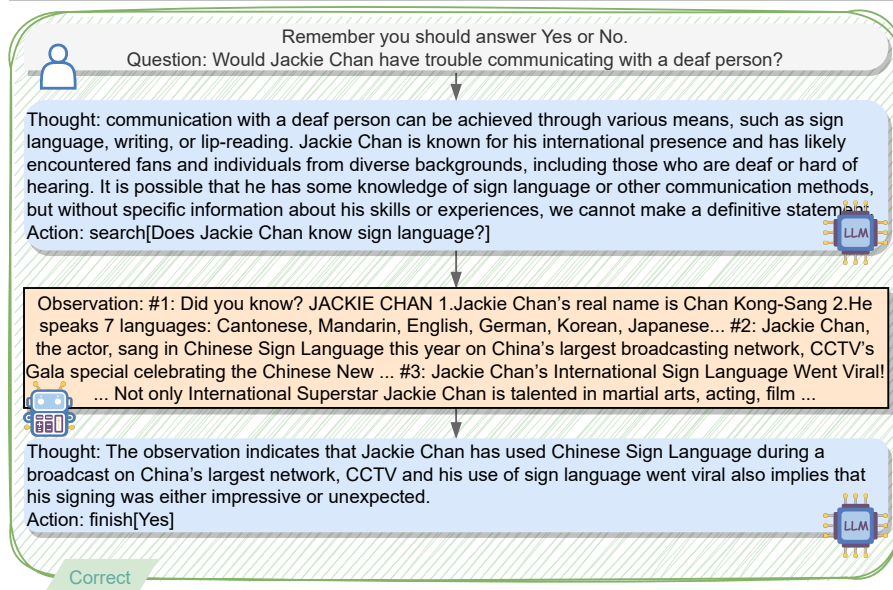 Remember you should answer Yes or No.
Question: Would Jackie Chan have trouble communicating with a deaf person?
Thought: communication with a deaf person can be achieved through various means, such as sign
language, writing, or lip-reading. Jackie Chan is known for his international presence and has likely
encountered fans and individuals from diverse backgrounds, including those who are deaf or hard of
hearing. It is possible that he has some knowledge of sign language or other communication methods,
but without specific information about his skills or experiences, we cannot make a definitive statement.
Action: search[Does Jackie Chan know sign language?]
LLM
Observation: #1: Did you know? JACKIE CHAN 1.Jackie Chan's real name is Chan Kong-Sang 2.He
speaks 7 languages: Cantonese, Mandarin, English, German, Korean, Japanese... #2: Jackie Chan,
the actor, sang in Chinese Sign Language this year on China's largest broadcasting network, CCTV's
Gala special celebrating the Chinese New ... #3: Jackie Chan's International Sign Language Went Viral!
... Not only International Superstar Jackie Chan is talented in martial arts, acting, film ...
Thought: The observation indicates that Jackie Chan has used Chinese Sign Language during a
broadcast on China's largest network, CCTV and his use of sign language went viral also implies that
his signing was either impressive or unexpected.
Action: finish[Yes]
LLM
Correct